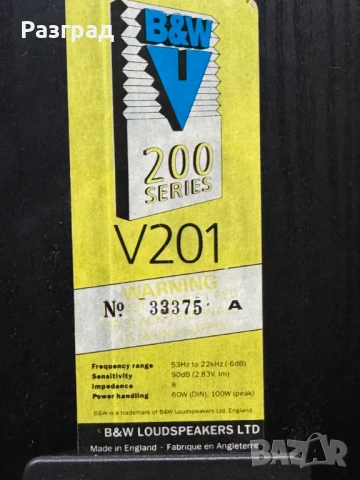 Разград
B&W
200
SERIES
V201
WARNING
№ 33375 A
Frequency range 53Hz to 22kHz (-6dB)
Sensitivity 90dB (2.83V, lm)
Impedance 8
Power handling 60W (DIN), 100W (peak)
B&W is a trademark of B&W Loudspeakers Ltd, England
B&W LOUDSPEAKERS LTD
Made in England - Fabrique en Angleterre
BAZAR